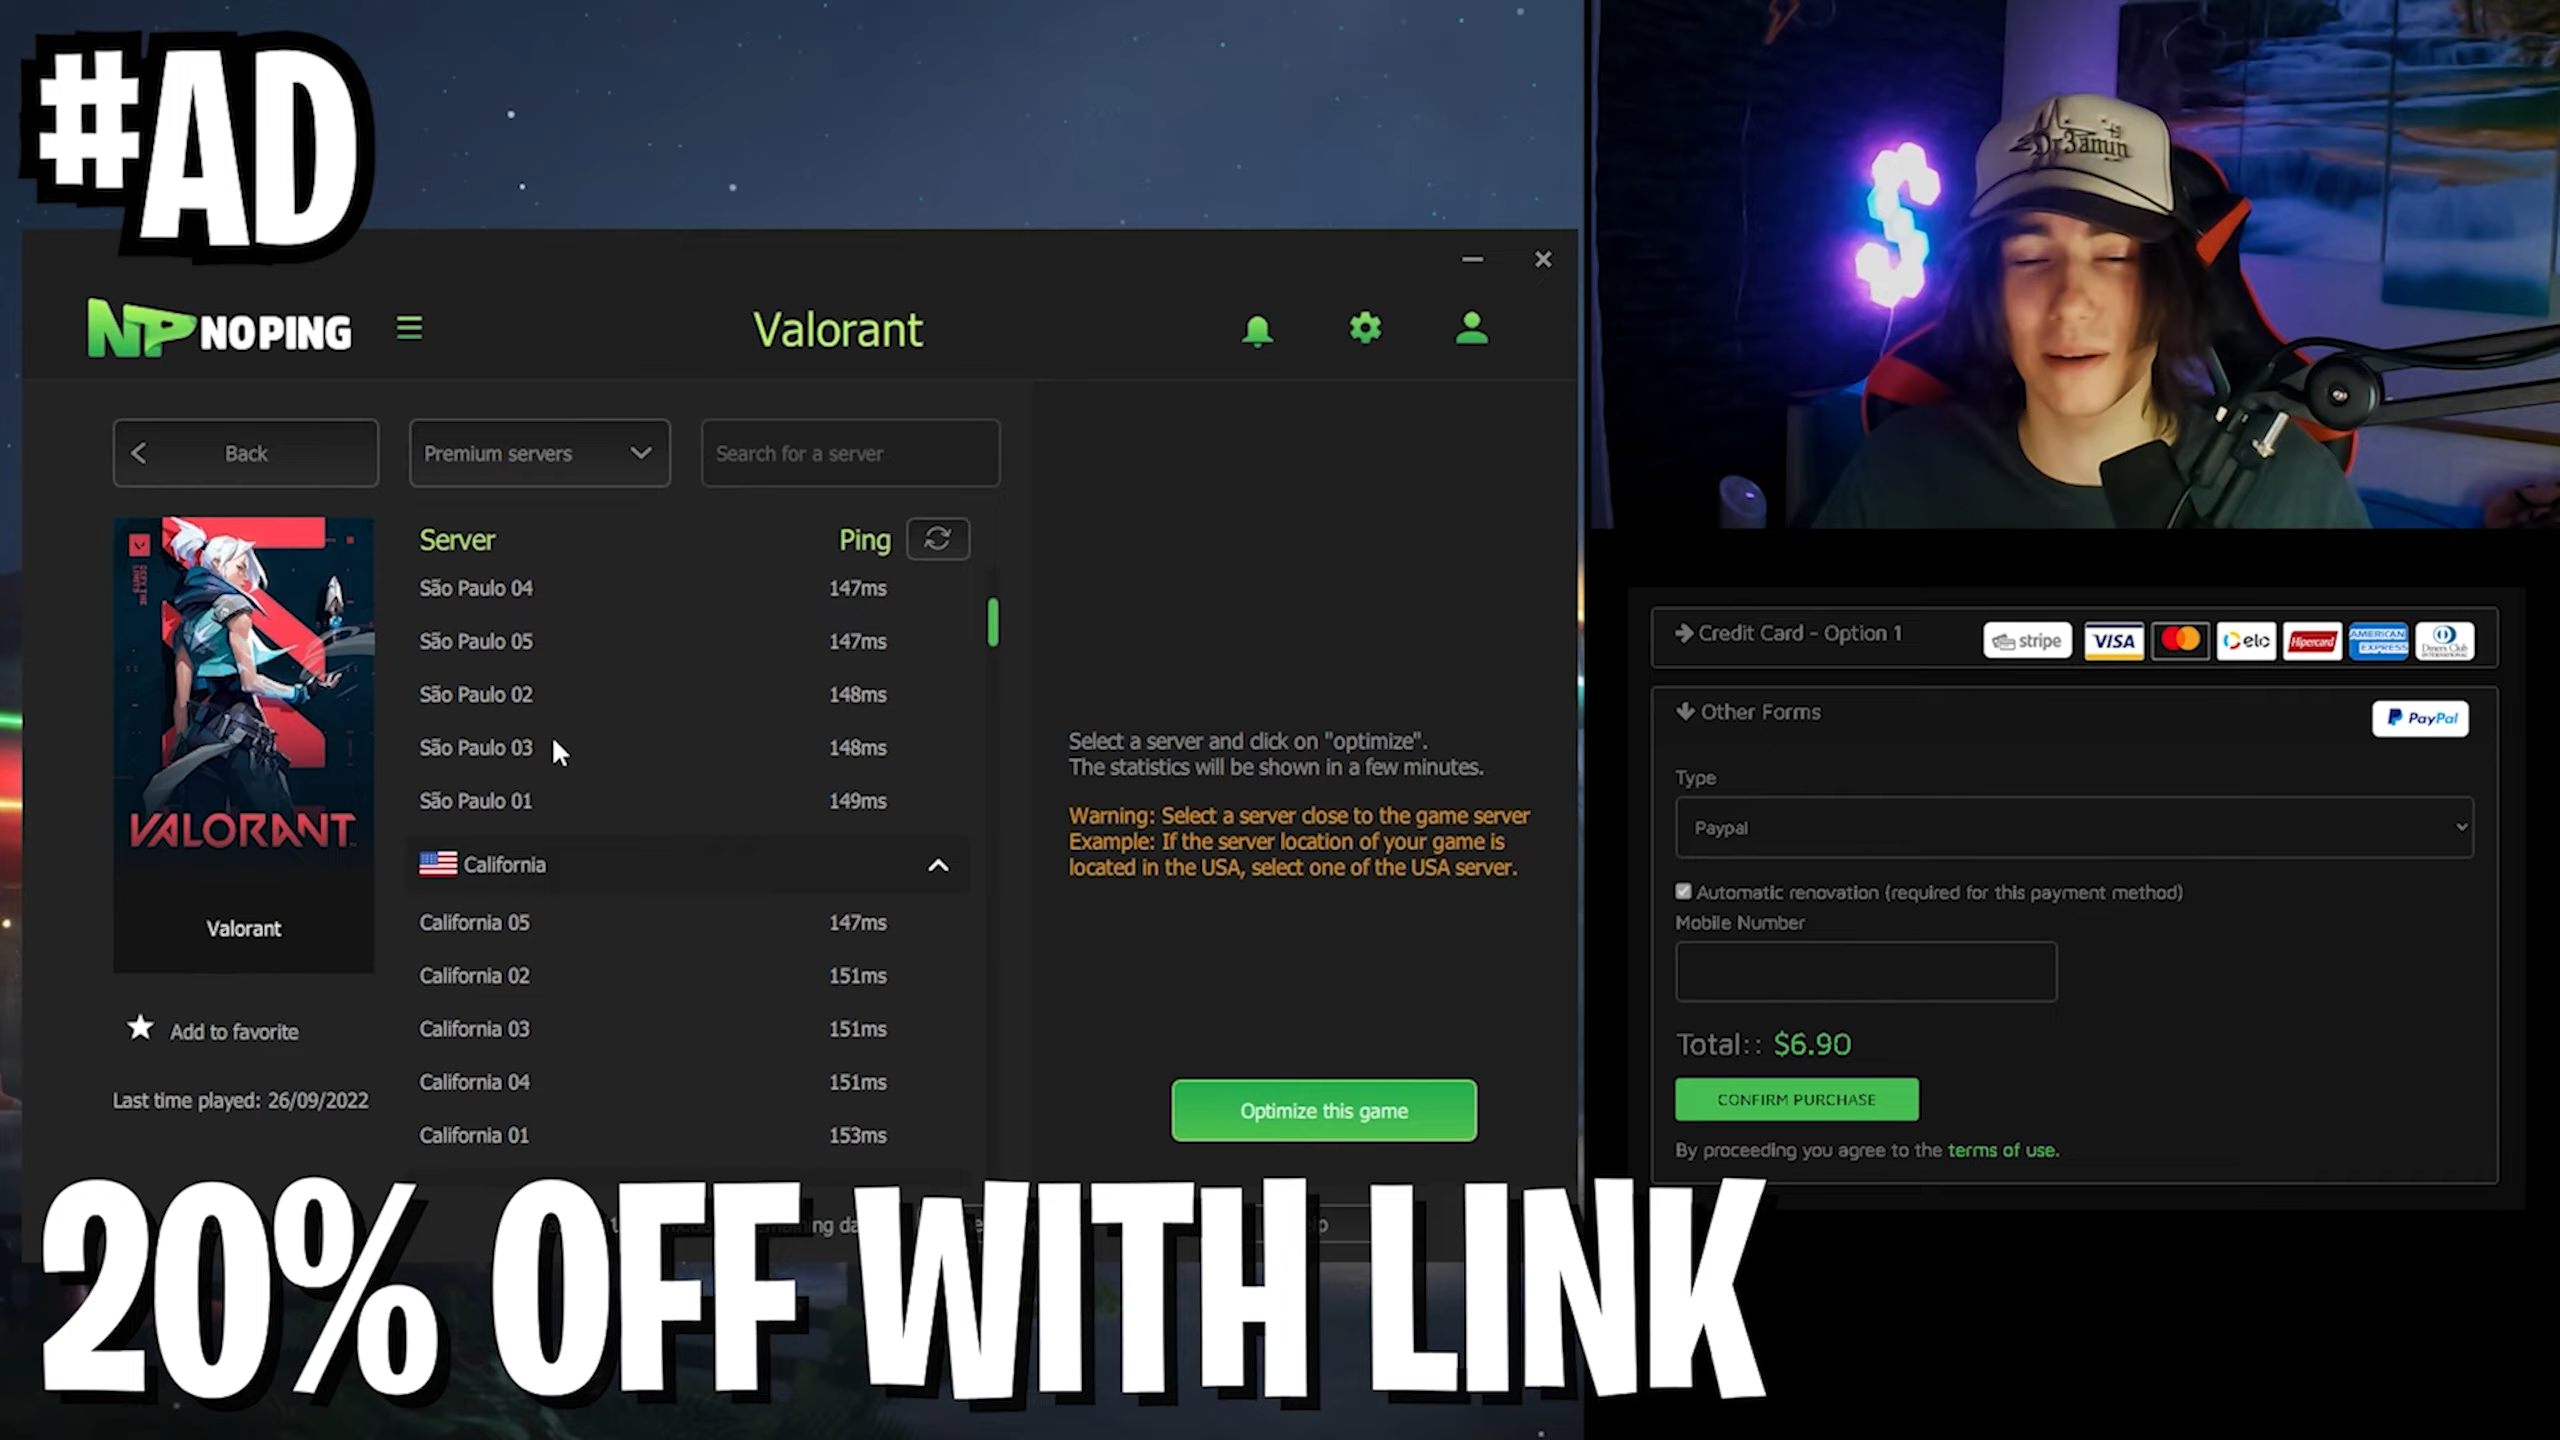 #AD
NP NOPING
Valorant
Back
Premium servers
Search for a server
Server
Ping
São Paulo 04
147ms
São Paulo 05
147ms
São Paulo 02
148ms
São Paulo 03
148ms
São Paulo 01
149ms
California
California 05
147ms
California 02
151ms
California 03
151ms
California 04
151ms
California 01
153ms
VALORANT
Valorant
Add to favorite
Last time played: 26/09/2022
Select a server and click on "optimize".
The statistics will be shown in a few minutes.
Warning: Select a server close to the game server
Example: If the server location of your game is
located in the USA, select one of the USA server.
Optimize this game
Dr3amin
Credit Card - Option 1
stripe
VISA
elo
Hipercard
AMERICAN
EXPRESS
Diners Club
INTERNATIONAL
Other Forms
PayPal
Type
Paypal
Automatic renovation (required for this payment method)
Mobile Number
Total:: $6.90
CONFIRM PURCHASE
By proceeding you agree to the terms of use.
20% OFF WITH LINK